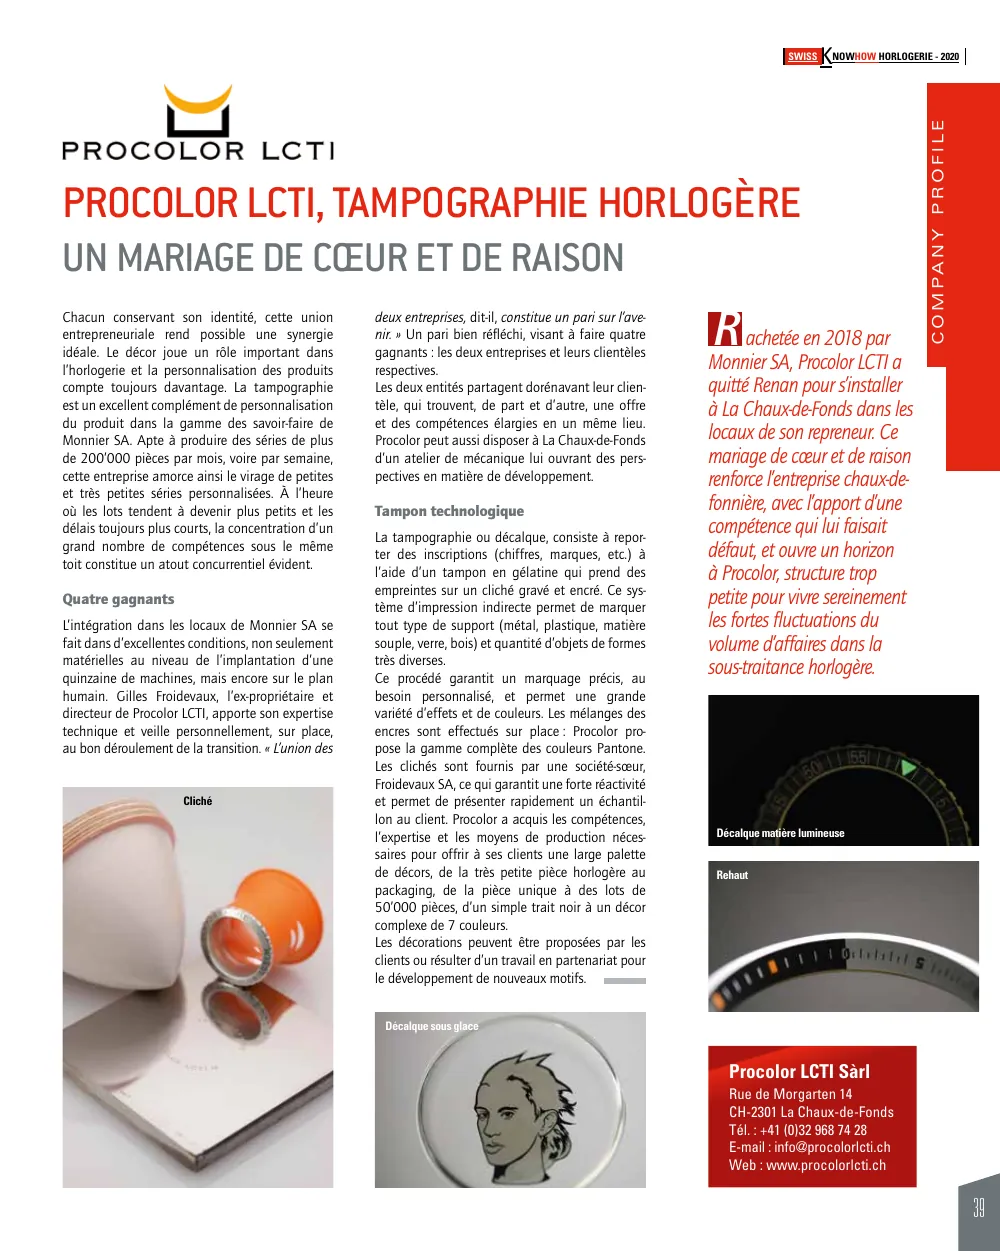 SWISS KNOWHOW HORLOGERIE - 2020
COMPANY PROFILE
PROCOLOR LCTI
PROCOLOR LCTI, TAMPOGRAPHIE HORLOGÈRE
UN MARIAGE DE CŒUR ET DE RAISON
Chacun conservant son identité, cette union
entrepreneuriale rend possible une synergie
idéale. Le décor joue un rôle important dans
l’horlogerie et la personnalisation des produits
compte toujours davantage. La tampographie
est un excellent complément de personnalisation
du produit dans la gamme des savoir-faire de
Monnier SA. Apte à produire des séries de plus
de 200’000 pièces par mois, voire par semaine,
cette entreprise amorce ainsi le virage de petites
et très petites séries personnalisées. À l’heure
où les lots tendent à devenir plus petits et les
délais toujours plus courts, la concentration d’un
grand nombre de compétences sous le même
toit constitue un atout concurrentiel évident.
Quatre gagnants
L’intégration dans les locaux de Monnier SA se
fait dans d’excellentes conditions, non seulement
matérielles au niveau de l’implantation d’une
quinzaine de machines, mais encore sur le plan
humain. Gilles Froidevaux, l’ex-propriétaire et
directeur de Procolor LCTI, apporte son expertise
technique et veille personnellement, sur place,
au bon déroulement de la transition. « L’union des
Cliché
deux entreprises, dit-il, constitue un pari sur l’ave-
nir. » Un pari bien réfléchi, visant à faire quatre
gagnants : les deux entreprises et leurs clientèles
respectives.
Les deux entités partagent dorénavant leur clien-
tèle, qui trouvent, de part et d’autre, une offre
et des compétences élargies en un même lieu.
Procolor peut aussi disposer à La Chaux-de-Fonds
d’un atelier de mécanique lui ouvrant des pers-
pectives en matière de développement.
Tampon technologique
La tampographie ou décalque, consiste à repor-
ter des inscriptions (chiffres, marques, etc.) à
l’aide d’un tampon en gélatine qui prend des
empreintes sur un cliché gravé et encré. Ce sys-
tème d’impression indirecte permet de marquer
tout type de support (métal, plastique, matière
souple, verre, bois) et quantité d’objets de formes
très diverses.
Ce procédé garantit un marquage précis, au
besoin personnalisé, et permet une grande
variété d’effets et de couleurs. Les mélanges des
encres sont effectués sur place : Procolor pro-
pose la gamme complète des couleurs Pantone.
Les clichés sont fournis par une société-sœur,
Froidevaux SA, ce qui garantit une forte réactivité
et permet de présenter rapidement un échantil-
lon au client. Procolor a acquis les compétences,
l’expertise et les moyens de production néces-
saires pour offrir à ses clients une large palette
de décors, de la très petite pièce horlogère au
packaging, de la pièce unique à des lots de
50’000 pièces, d’un simple trait noir à un décor
complexe de 7 couleurs.
Les décorations peuvent être proposées par les
clients ou résulter d’un travail en partenariat pour
le développement de nouveaux motifs.
Décalque sous glace
Rachetée en 2018 par
Monnier SA, Procolor LCTI a
quitté Renan pour s’installer
à La Chaux-de-Fonds dans les
locaux de son repreneur. Ce
mariage de cœur et de raison
renforce l’entreprise chaux-de-
fonnière, avec l’apport d’une
compétence qui lui faisait
défaut, et ouvre un horizon
à Procolor, structure trop
petite pour vivre sereinement
les fortes fluctuations du
volume d’affaires dans la
sous-traitance horlogère.
50 55
Décalque matière lumineuse
Rehaut
0 5
Procolor LCTI Sàrl
Rue de Morgarten 14
CH-2301 La Chaux-de-Fonds
Tél. : +41 (0)32 968 74 28
E-mail : info@procolorlcti.ch
Web : www.procolorlcti.ch
39